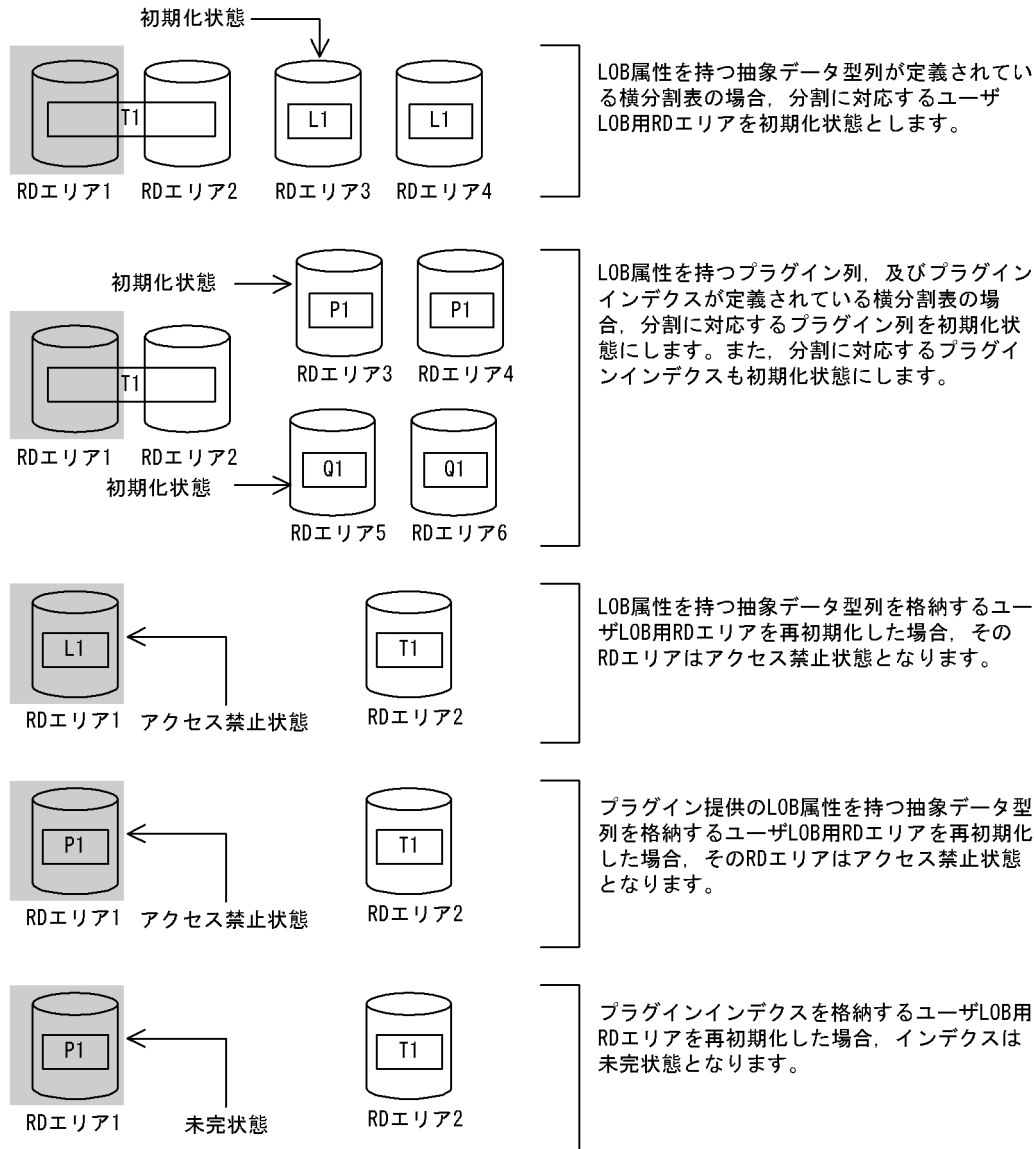 初期化状態
T1
L1
L1
RDエリア1
RDエリア2
RDエリア3
RDエリア4
LOB属性を持つ抽象データ型列が定義されてい
る横分割表の場合，分割に対応するユーザ
LOB用RDエリアを初期化状態とします。
初期化状態
P1
P1
RDエリア3
RDエリア4
T1
RDエリア1
RDエリア2
初期化状態
Q1
Q1
RDエリア5
RDエリア6
LOB属性を持つプラグイン列，及びプラグイン
インデクスが定義されている横分割表の場
合，分割に対応するプラグイン列を初期化状
態にします。また，分割に対応するプラグイ
ンインデクスも初期化状態にします。
L1
T1
RDエリア1
アクセス禁止状態
RDエリア2
LOB属性を持つ抽象データ型列を格納するユー
ザLOB用RDエリアを再初期化した場合，その
RDエリアはアクセス禁止状態となります。
P1
T1
RDエリア1
アクセス禁止状態
RDエリア2
プラグイン提供のLOB属性を持つ抽象データ型
列を格納するユーザLOB用RDエリアを再初期化
した場合，そのRDエリアはアクセス禁止状態
となります。
P1
T1
RDエリア1
未完状態
RDエリア2
プラグインインデクスを格納するユーザLOB用
RDエリアを再初期化した場合，インデクスは
未完状態となります。